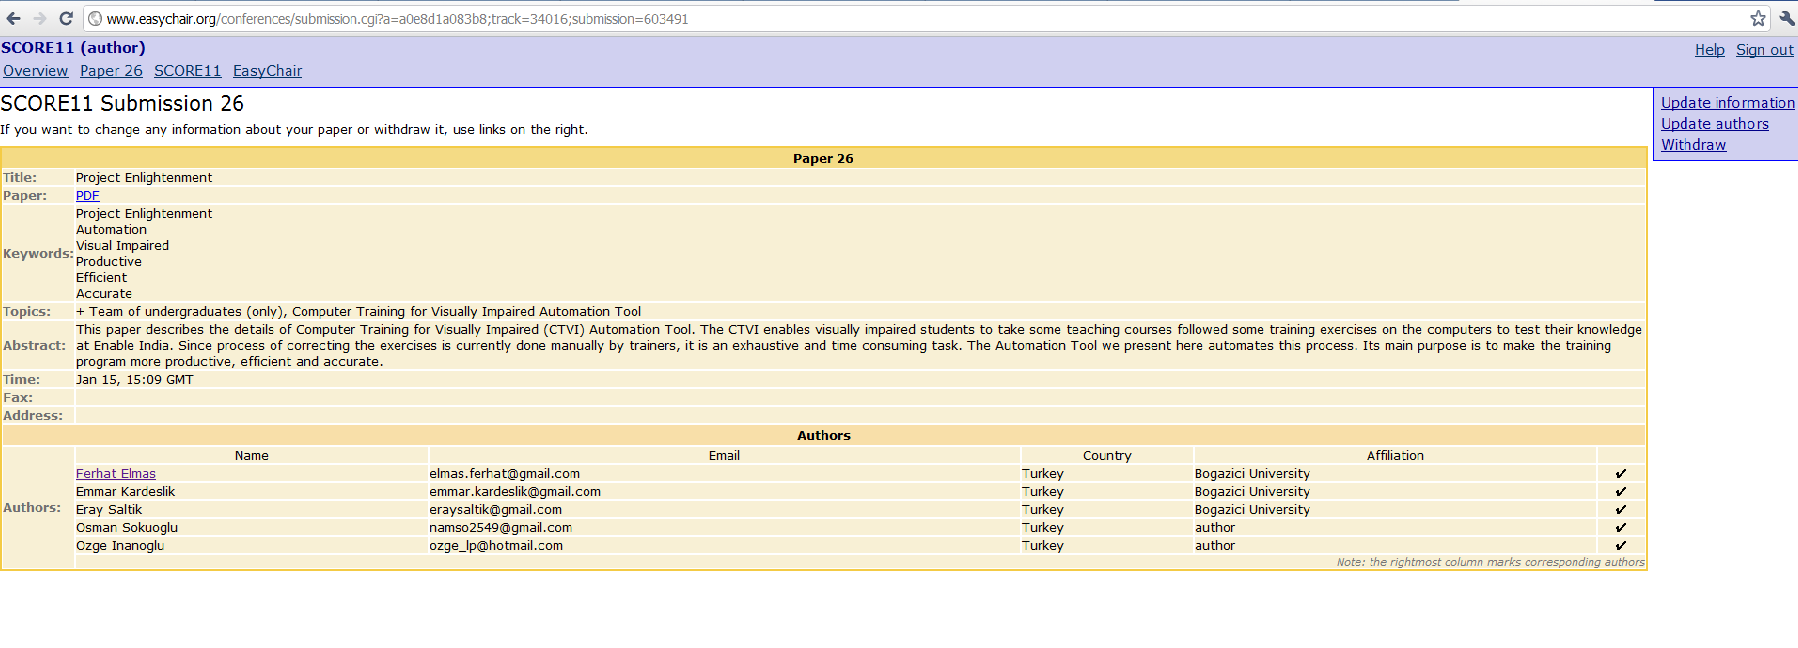 www.easychair.org/conferences/submission.cgi?a=a0e8d1a083b8;track=34016;submission=603491
SCORE11 (author)
Help Sign out
Overview Paper 26 SCORE11 EasyChair
SCORE11 Submission 26
If you want to change any information about your paper or withdraw it, use links on the right.
Update information
Update authors
Withdraw
Paper 26
Title: Project Enlightenment
Paper: PDF
Keywords: Project Enlightenment
Automation
Visual Impaired
Productive
Efficient
Accurate
Topics: + Team of undergraduates (only), Computer Training for Visually Impaired Automation Tool
Abstract: This paper describes the details of Computer Training for Visually Impaired (CTVI) Automation Tool. The CTVI enables visually impaired students to take some teaching courses followed some training exercises on the computers to test their knowledge
at Enable India. Since process of correcting the exercises is currently done manually by trainers, it is an exhaustive and time consuming task. The Automation Tool we present here automates this process. Its main purpose is to make the training
program more productive, efficient and accurate.
Time: Jan 15, 15:09 GMT
Fax:
Address:
Authors
Name Email Country Affiliation
Authors: Ferhat Elmas elmas.ferhat@gmail.com Turkey Bogazici University ✔
Emmar Kardeslik emmar.kardeslik@gmail.com Turkey Bogazici University ✔
Eray Saltik eraysaltik@gmail.com Turkey Bogazici University ✔
Osman Sokuoglu namso2549@gmail.com Turkey author ✔
Ozge Inanoglu ozge_lp@hotmail.com Turkey author ✔
Note: the rightmost column marks corresponding authors